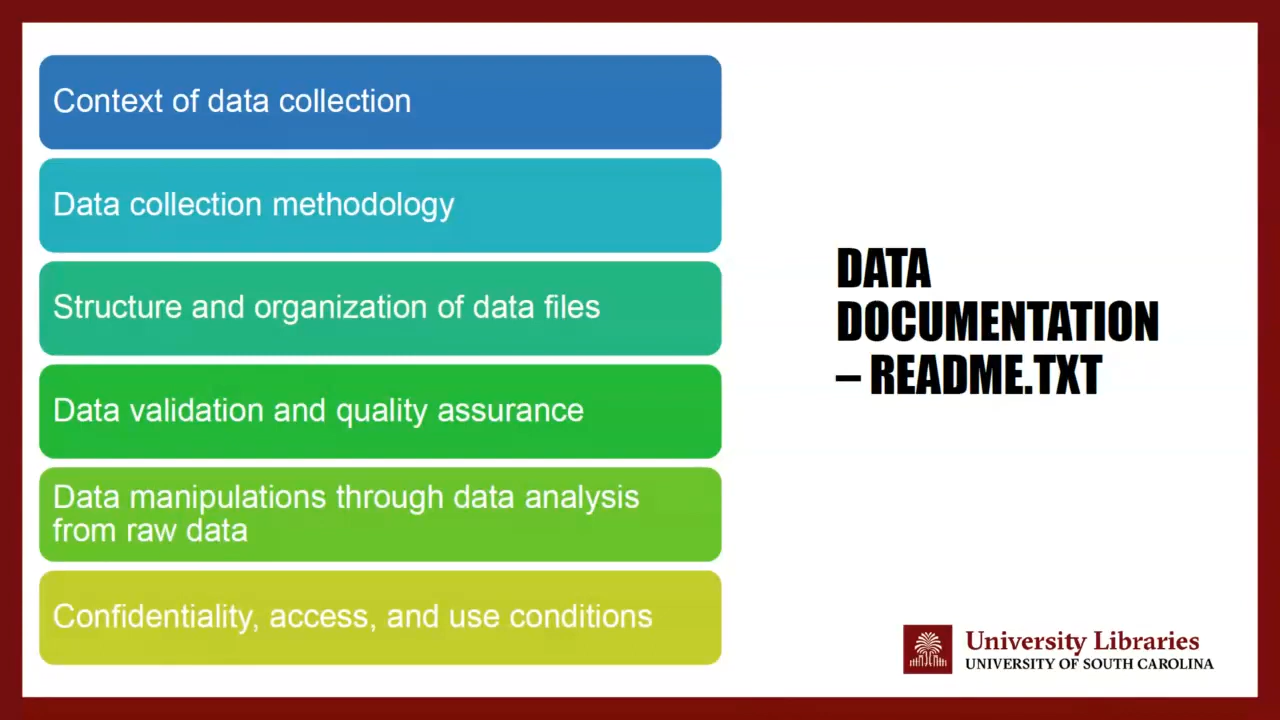 Context of data collection
Data collection methodology
Structure and organization of data files
Data validation and quality assurance
Data manipulations through data analysis
from raw data
Confidentiality, access, and use conditions
DATA
DOCUMENTATION
– README.TXT
University Libraries
UNIVERSITY OF SOUTH CAROLINA